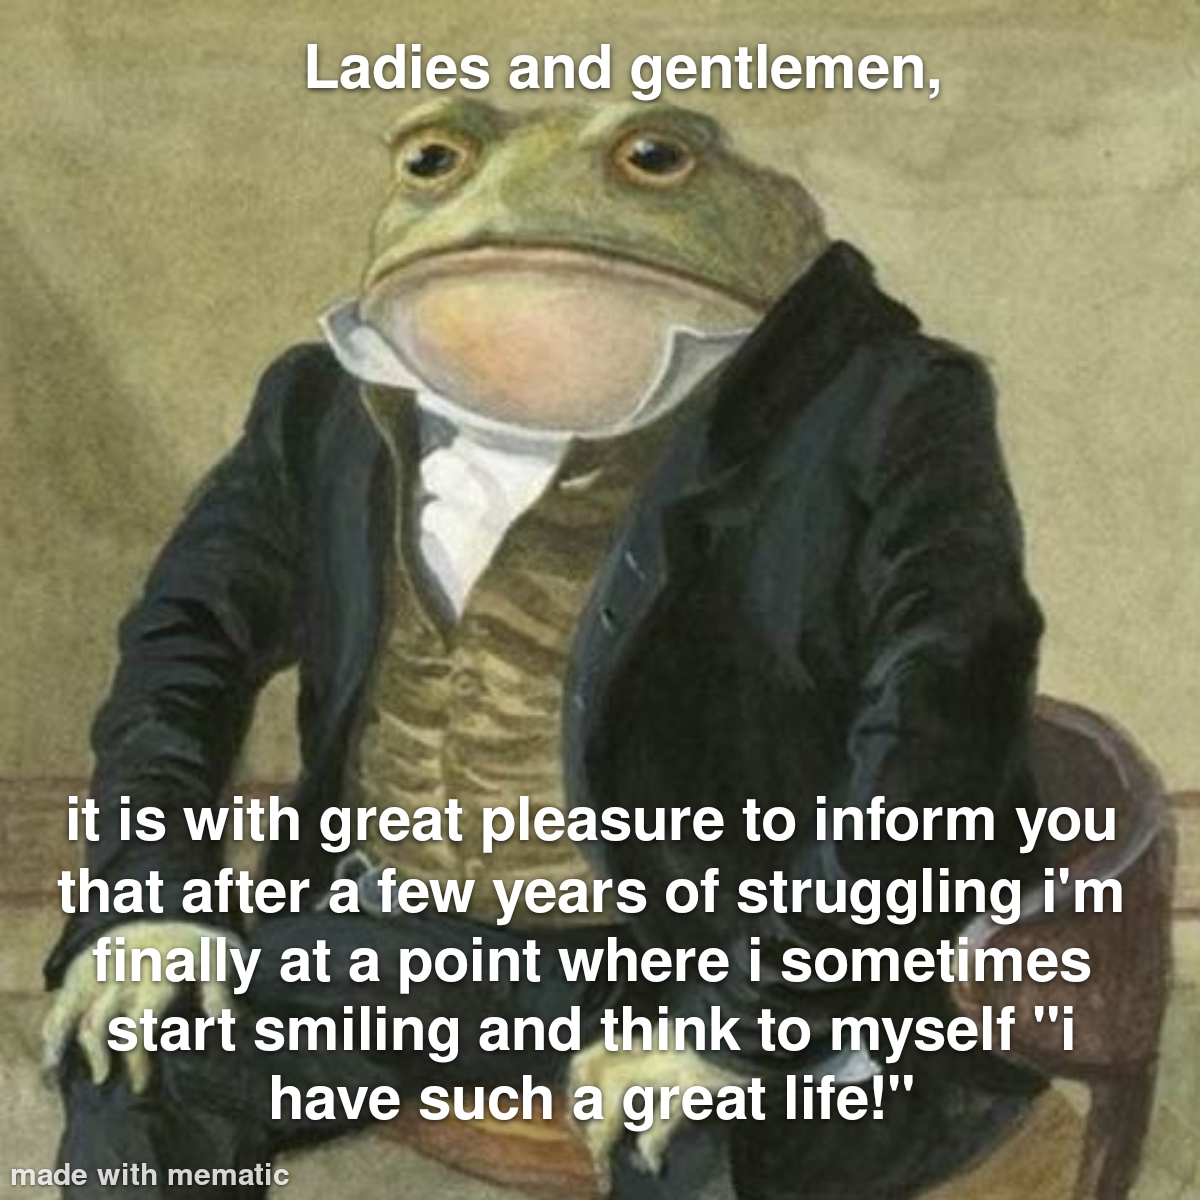 Ladies and gentlemen,
it is with great pleasure to inform you
that after a few years of struggling i'm
finally at a point where i sometimes
start smiling and think to myself "i
have such a great life!"
made with mematic